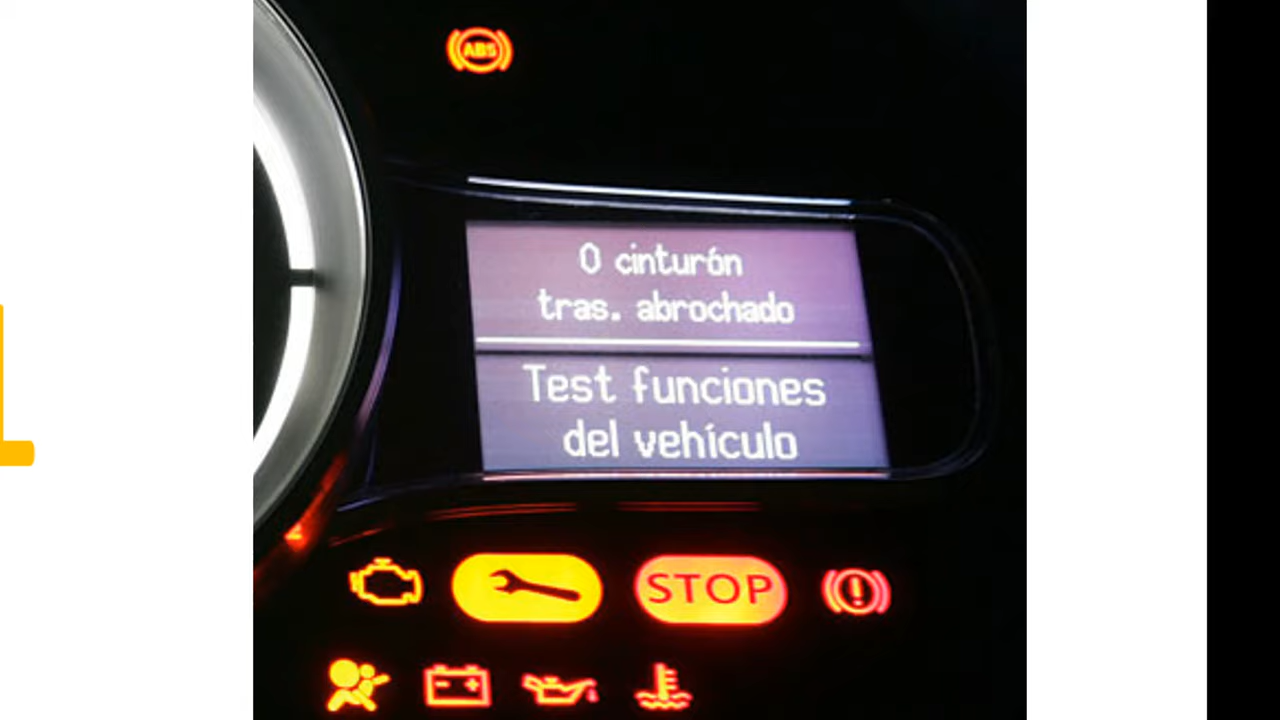 ABS
0 cinturón
tras. abrochado
Test funciones
del vehículo
STOP